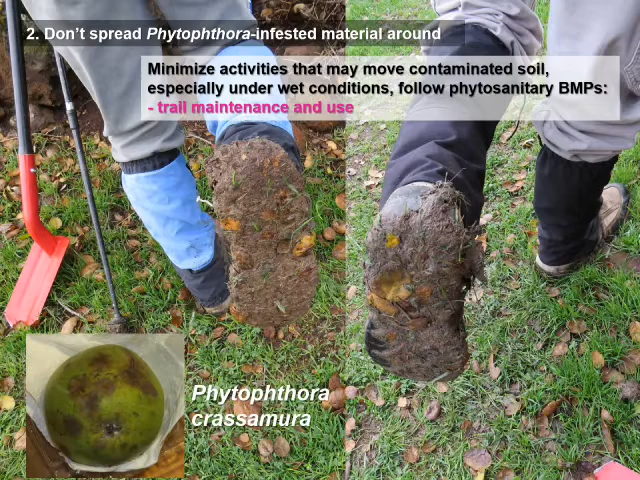 2. Don't spread Phytophthora-infested material around
Minimize activities that may move contaminated soil,
especially under wet conditions, follow phytosanitary BMPs:
- trail maintenance and use
Phytophthora
crassamura